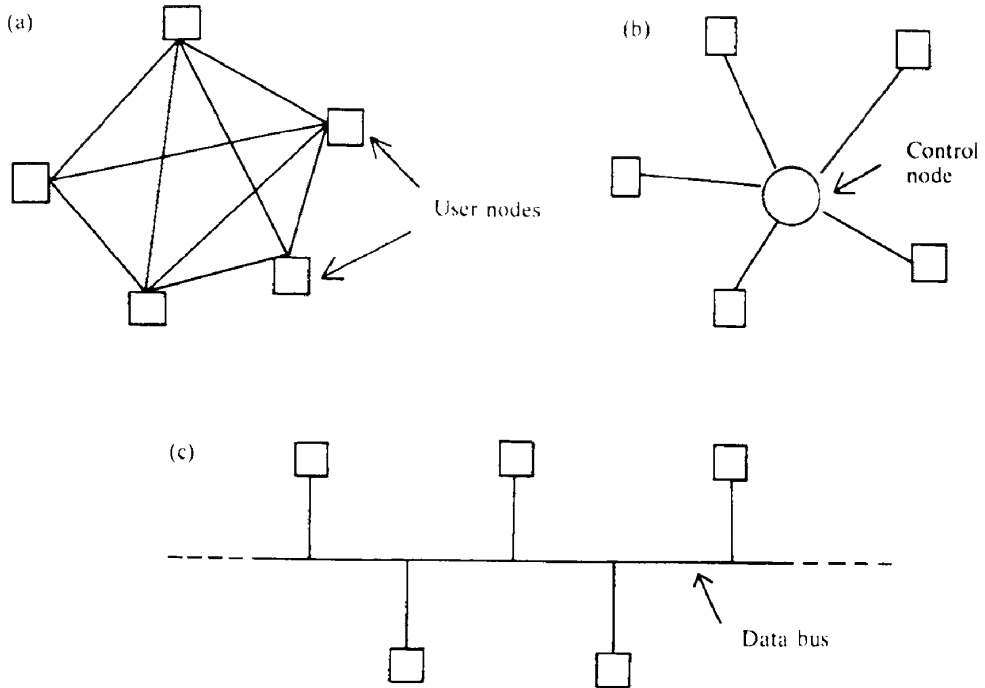 (a)
(b)
Control
node
User nodes
(c)
Data bus